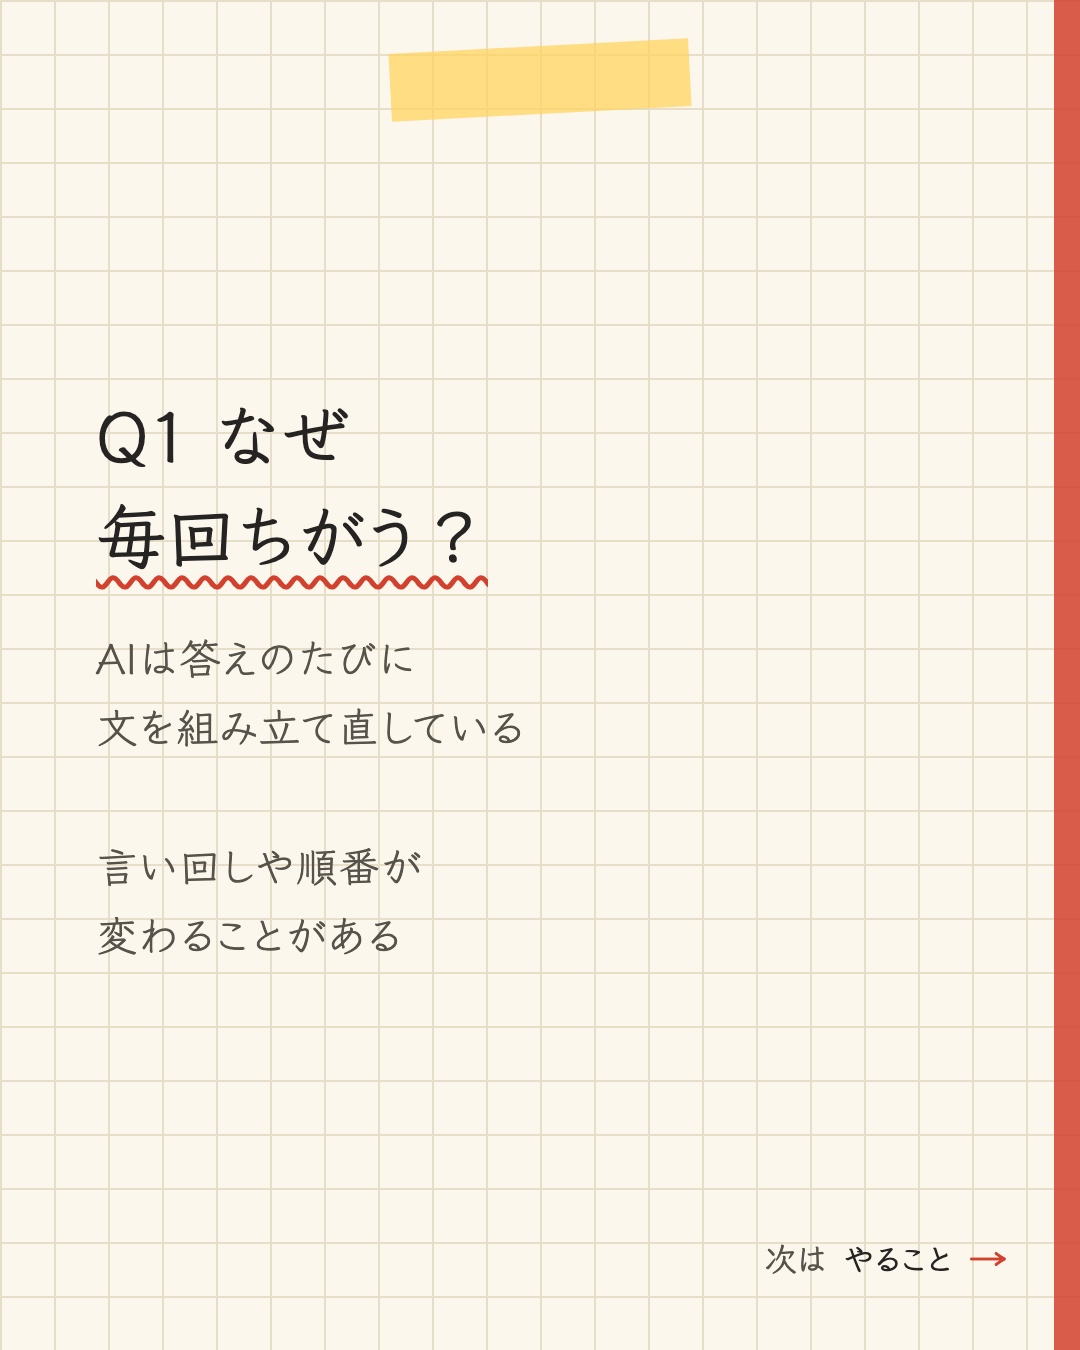 Q1 なぜ
毎回ちがう？
AIは答えのたびに
文を組み立て直している
言い回しや順番が
変わることがある
次は やること →